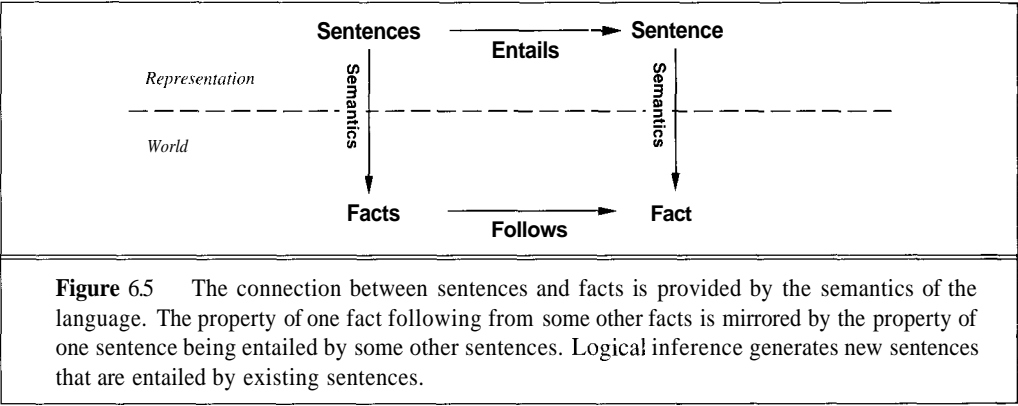 Sentences Sentence
Entails
Representation
Semantics Semantics
World
Facts Fact
Follows
Figure 6.5 The connection between sentences and facts is provided by the semantics of the
language. The property of one fact following from some other facts is mirrored by the property of
one sentence being entailed by some other sentences. Logical inference generates new sentences
that are entailed by existing sentences.